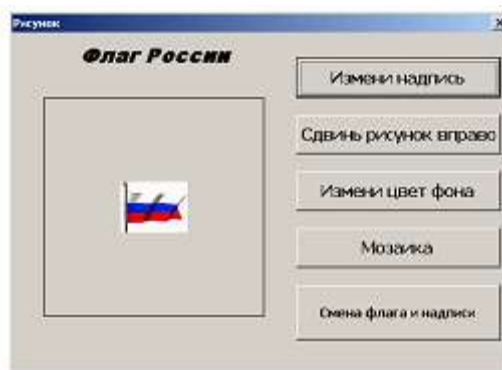 Рисунок
Флаг России
Измени надпись
Сдвинь рисунок вправо
Измени цвет фона
Мозаика
Смена флага и надписи